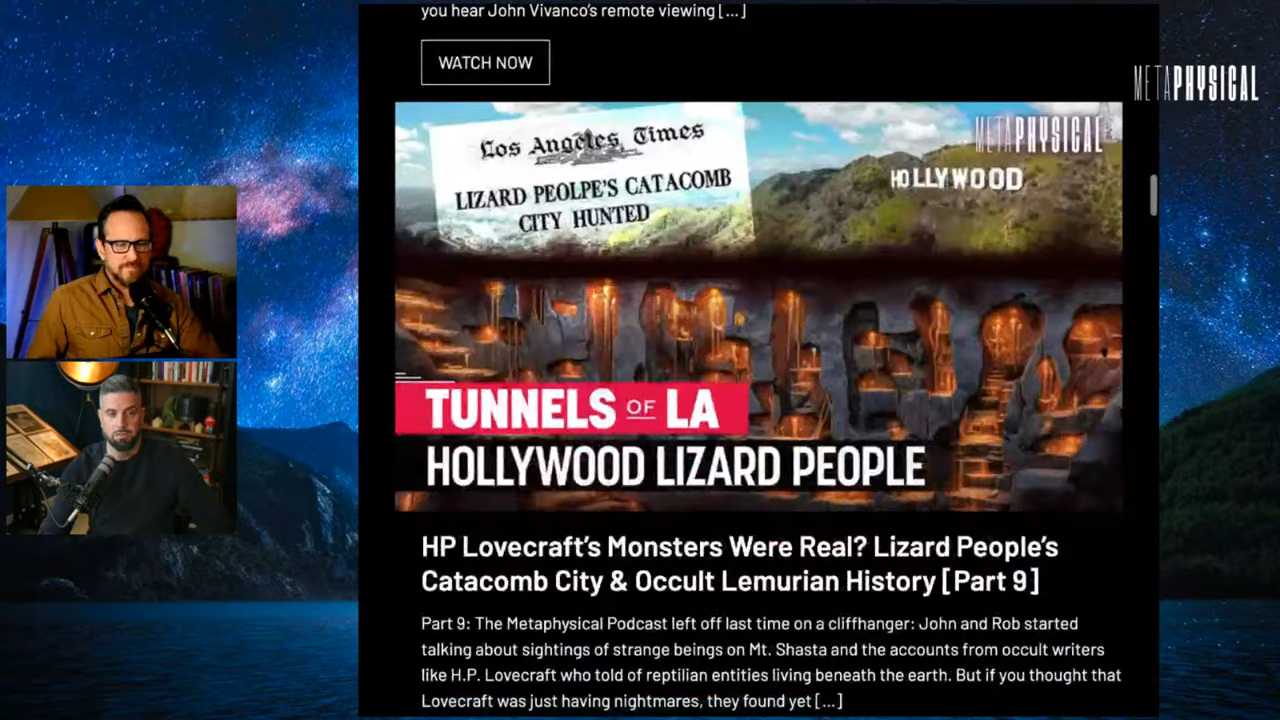 you hear John Vivanco's remote viewing [...]
WATCH NOW
METAPHYSICAL
Los Angeles Times
METAPHYSICAL
LIZARD PEOLPE'S CATACOMB
CITY HUNTED
HOLLYWOOD
TUNNELS OF LA
HOLLYWOOD LIZARD PEOPLE
HP Lovecraft's Monsters Were Real? Lizard People's
Catacomb City & Occult Lemurian History [Part 9]
Part 9: The Metaphysical Podcast left off last time on a cliffhanger: John and Rob started
talking about sightings of strange beings on Mt. Shasta and the accounts from occult writers
like H.P. Lovecraft who told of reptilian entities living beneath the earth. But if you thought that
Lovecraft was just having nightmares, they found yet [...]